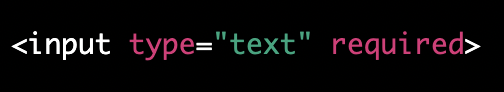 <input type="text" required>